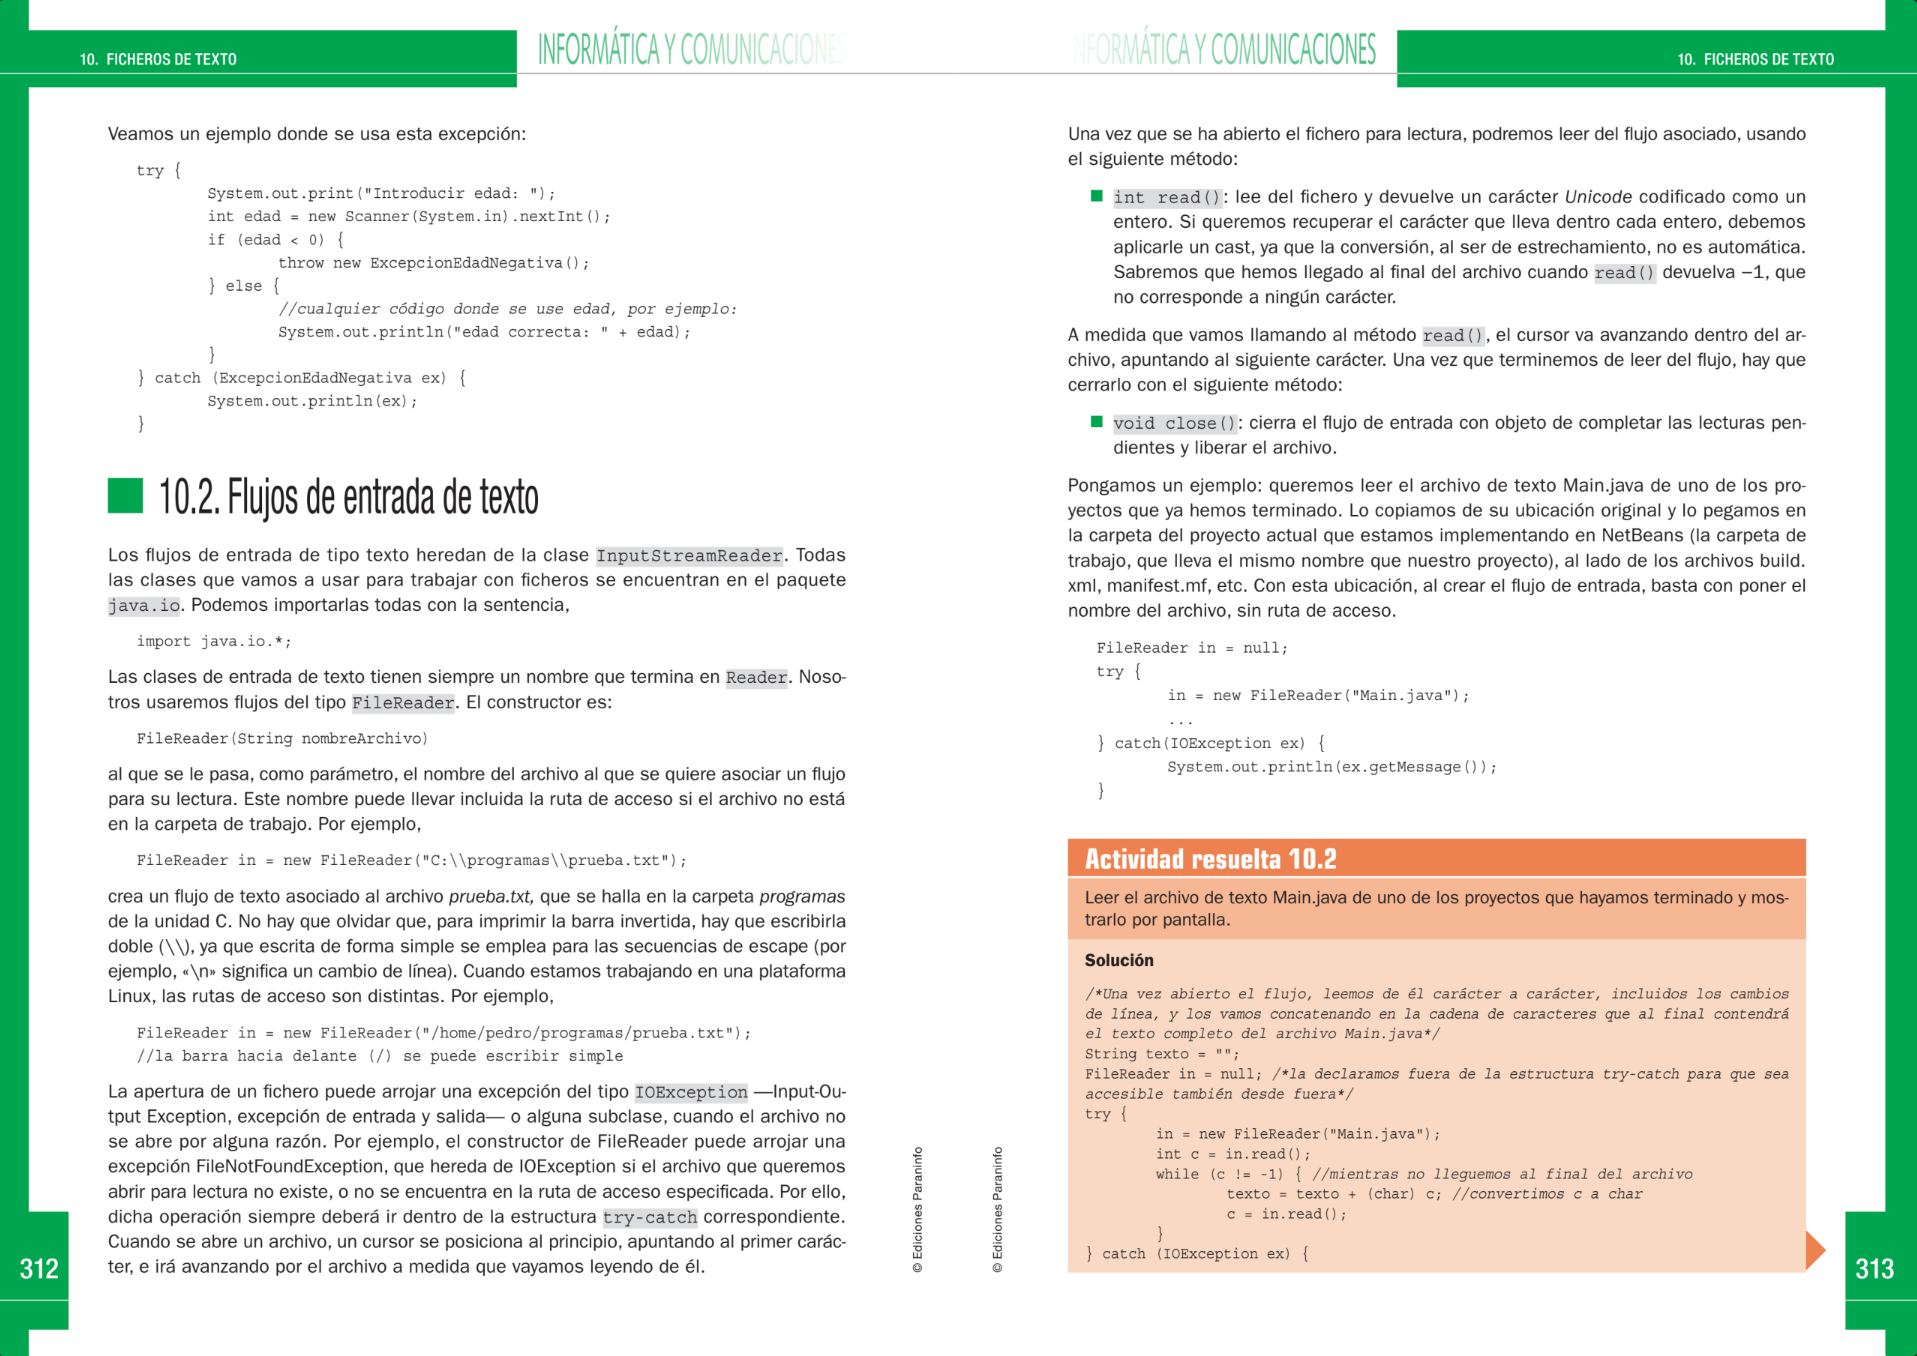 10. FICHEROS DE TEXTO
INFORMÁTICA Y COMUNICACIONES
Veamos un ejemplo donde se usa esta excepción:
try {
System.out.print("Introducir edad: ");
int edad = new Scanner(System.in).nextInt();
if (edad < 0) {
throw new ExcepcionEdadNegativa();
} else {
//cualquier código donde se use edad, por ejemplo:
System.out.println("edad correcta: " + edad);
}
} catch (ExcepcionEdadNegativa ex) {
System.out.println(ex);
}
10.2. Flujos de entrada de texto
Los flujos de entrada de tipo texto heredan de la clase InputStreamReader. Todas
las clases que vamos a usar para trabajar con ficheros se encuentran en el paquete
java.io. Podemos importarlas todas con la sentencia,
import java.io.*;
Las clases de entrada de texto tienen siempre un nombre que termina en Reader. Noso-
tros usaremos flujos del tipo FileReader. El constructor es:
FileReader(String nombreArchivo)
al que se le pasa, como parámetro, el nombre del archivo al que se quiere asociar un flujo
para su lectura. Este nombre puede llevar incluida la ruta de acceso si el archivo no está
en la carpeta de trabajo. Por ejemplo,
FileReader in = new FileReader("C:\\programas\\prueba.txt");
crea un flujo de texto asociado al archivo prueba.txt, que se halla en la carpeta programas
de la unidad C. No hay que olvidar que, para imprimir la barra invertida, hay que escribirla
doble (\\), ya que escrita de forma simple se emplea para las secuencias de escape (por
ejemplo, «\n» significa un cambio de línea). Cuando estamos trabajando en una plataforma
Linux, las rutas de acceso son distintas. Por ejemplo,
FileReader in = new FileReader("/home/pedro/programas/prueba.txt");
//la barra hacia delante (/) se puede escribir simple
La apertura de un fichero puede arrojar una excepción del tipo IOException —Input-Ou-
tput Exception, excepción de entrada y salida— o alguna subclase, cuando el archivo no
se abre por alguna razón. Por ejemplo, el constructor de FileReader puede arrojar una
excepción FileNotFoundException, que hereda de IOException si el archivo que queremos
abrir para lectura no existe, o no se encuentra en la ruta de acceso especificada. Por ello,
dicha operación siempre deberá ir dentro de la estructura try-catch correspondiente.
Cuando se abre un archivo, un cursor se posiciona al principio, apuntando al primer carác-
ter, e irá avanzando por el archivo a medida que vayamos leyendo de él.
312
© Ediciones Paraninfo
INFORMÁTICA Y COMUNICACIONES
10. FICHEROS DE TEXTO
Una vez que se ha abierto el fichero para lectura, podremos leer del flujo asociado, usando
el siguiente método:
int read(): lee del fichero y devuelve un carácter Unicode codificado como un
entero. Si queremos recuperar el carácter que lleva dentro cada entero, debemos
aplicarle un cast, ya que la conversión, al ser de estrechamiento, no es automática.
Sabremos que hemos llegado al final del archivo cuando read() devuelva −1, que
no corresponde a ningún carácter.
A medida que vamos llamando al método read(), el cursor va avanzando dentro del ar-
chivo, apuntando al siguiente carácter. Una vez que terminemos de leer del flujo, hay que
cerrarlo con el siguiente método:
void close(): cierra el flujo de entrada con objeto de completar las lecturas pen-
dientes y liberar el archivo.
Pongamos un ejemplo: queremos leer el archivo de texto Main.java de uno de los pro-
yectos que ya hemos terminado. Lo copiamos de su ubicación original y lo pegamos en
la carpeta del proyecto actual que estamos implementando en NetBeans (la carpeta de
trabajo, que lleva el mismo nombre que nuestro proyecto), al lado de los archivos build.
xml, manifest.mf, etc. Con esta ubicación, al crear el flujo de entrada, basta con poner el
nombre del archivo, sin ruta de acceso.
FileReader in = null;
try {
in = new FileReader("Main.java");
...
} catch(IOException ex) {
System.out.println(ex.getMessage());
}
Actividad resuelta 10.2
Leer el archivo de texto Main.java de uno de los proyectos que hayamos terminado y mos-
trarlo por pantalla.
Solución
/*Una vez abierto el flujo, leemos de él carácter a carácter, incluidos los cambios
de línea, y los vamos concatenando en la cadena de caracteres que al final contendrá
el texto completo del archivo Main.java*/
String texto = "";
FileReader in = null; /*la declaramos fuera de la estructura try-catch para que sea
accesible también desde fuera*/
try {
in = new FileReader("Main.java");
int c = in.read();
while (c != -1) { //mientras no lleguemos al final del archivo
texto = texto + (char) c; //convertimos c a char
c = in.read();
}
} catch (IOException ex) {
© Ediciones Paraninfo
313